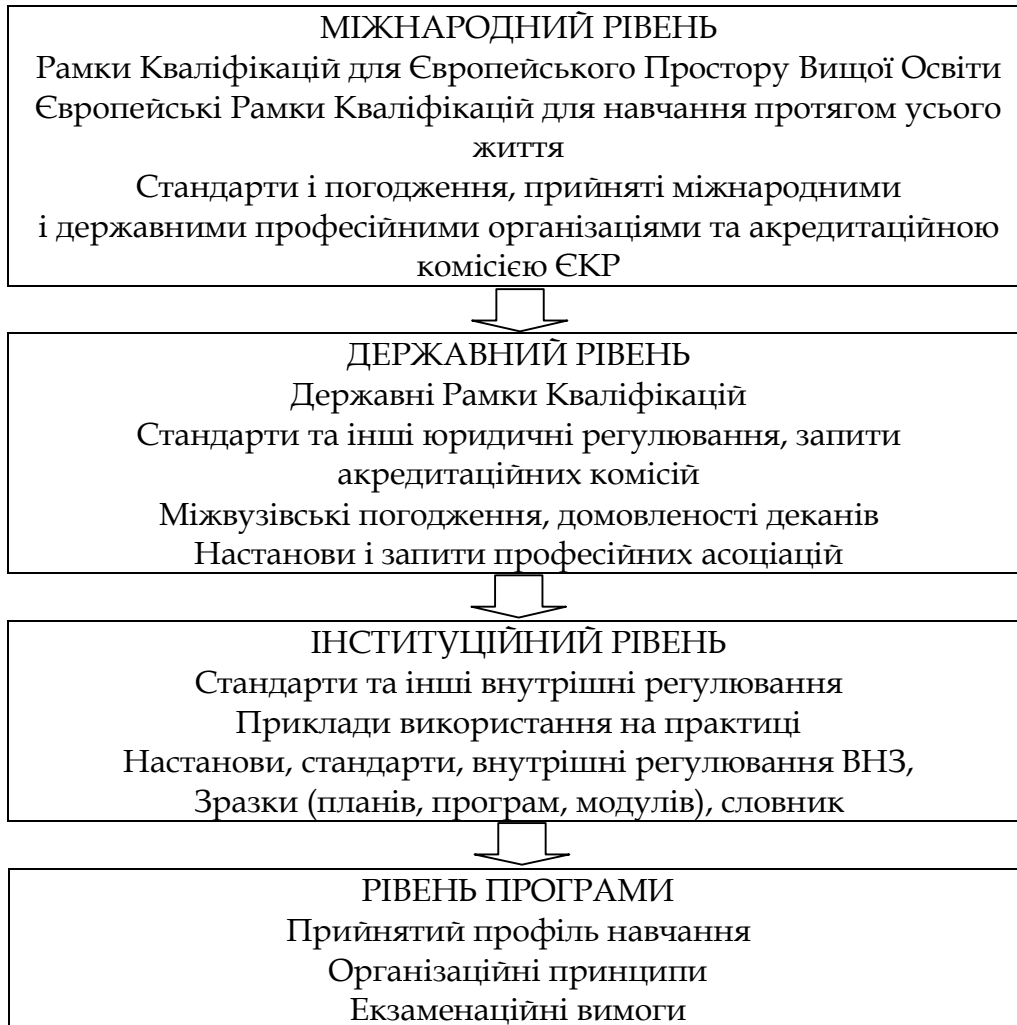 МІЖНАРОДНИЙ РІВЕНЬ
Рамки Кваліфікацій для Європейського Простору Вищої Освіти
Європейські Рамки Кваліфікацій для навчання протягом усього
життя
Стандарти і погодження, прийняті міжнародними
і державними професійними організаціями та акредитаційною
комісією ЄКР
ДЕРЖАВНИЙ РІВЕНЬ
Державні Рамки Кваліфікацій
Стандарти та інші юридичні регулювання, запити
акредитаційних комісій
Міжвузівські погодження, домовленості деканів
Настанови і запити професійних асоціацій
ІНСТИТУЦІЙНИЙ РІВЕНЬ
Стандарти та інші внутрішні регулювання
Приклади використання на практиці
Настанови, стандарти, внутрішні регулювання ВНЗ,
Зразки (планів, програм, модулів), словник
РІВЕНЬ ПРОГРАМИ
Прийнятий профіль навчання
Організаційні принципи
Екзаменаційні вимоги